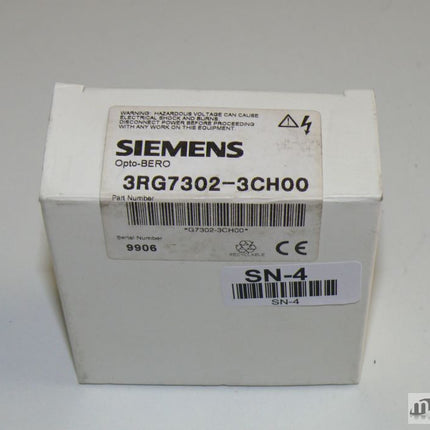 WARNING: HAZARDOUS VOLTAGE CAN CAUSE
ELECTRICAL SHOCK AND BURNS.
DISCONNECT POWER BEFORE PROCEEDING
WITH ANY WORK ON THIS EQUIPMENT.
SIEMENS
Opto-BERO
3RG7302-3CH00
Part Number
*G7302-3CH00*
Serial Number
9906
RECYCLABLE
CE
SN-4
SN-4